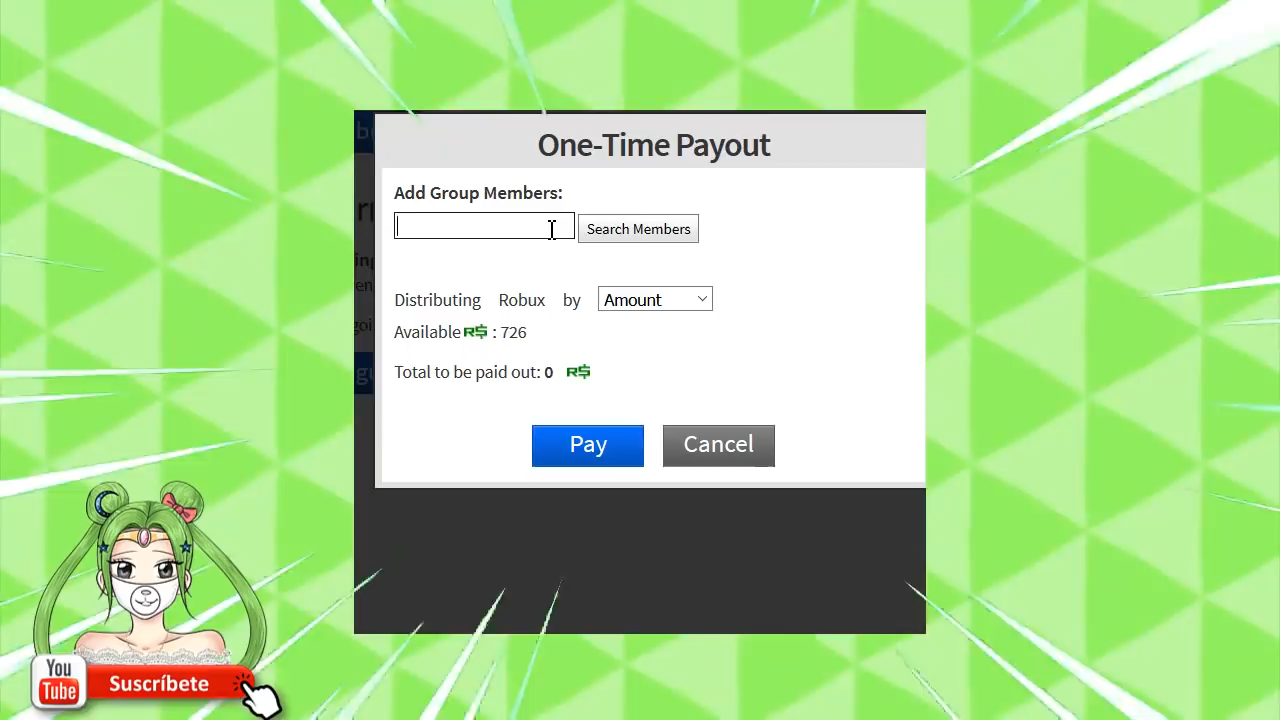 One-Time Payout
Add Group Members:
Search Members
Distributing Robux by Amount
Available R$ : 726
Total to be paid out: 0 R$
Pay Cancel
You
Tube
Suscríbete